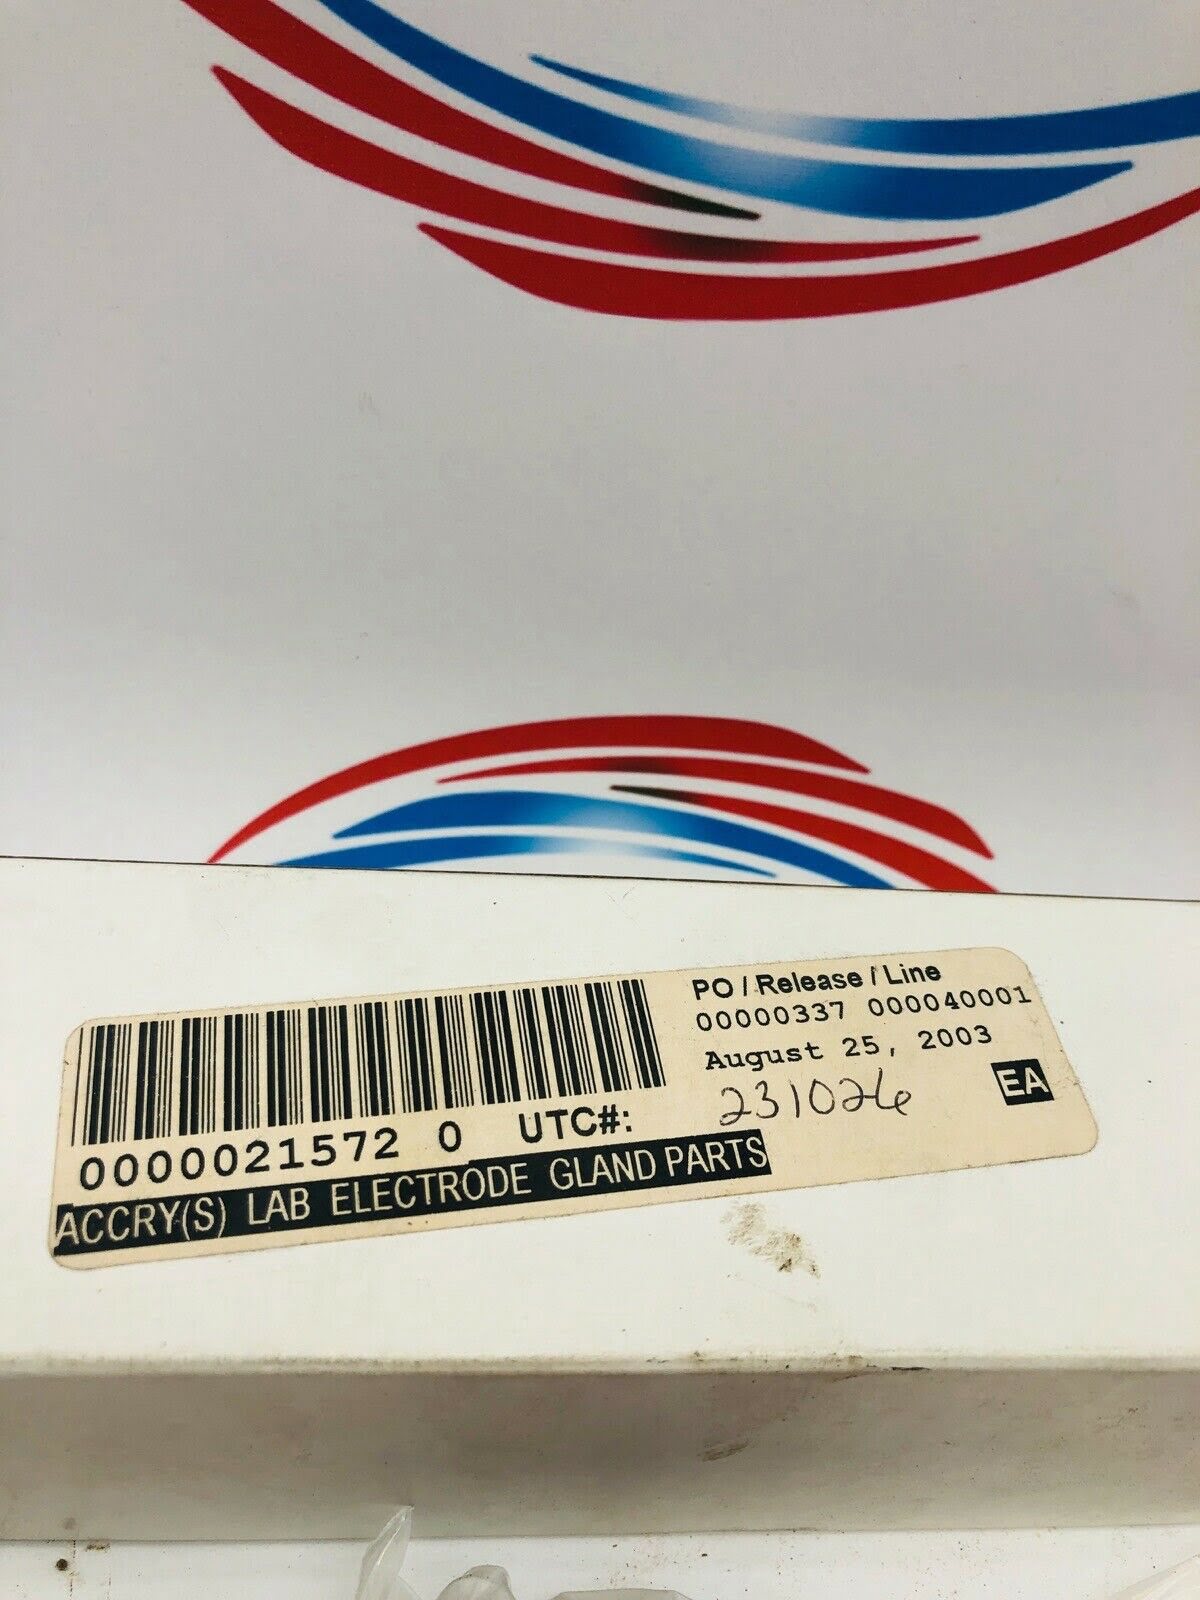 PO / Release / Line
00000337 000040001
August 25, 2003
0000021572 0 UTC#: 231026 EA
ACCRY(S) LAB ELECTRODE GLAND PARTS